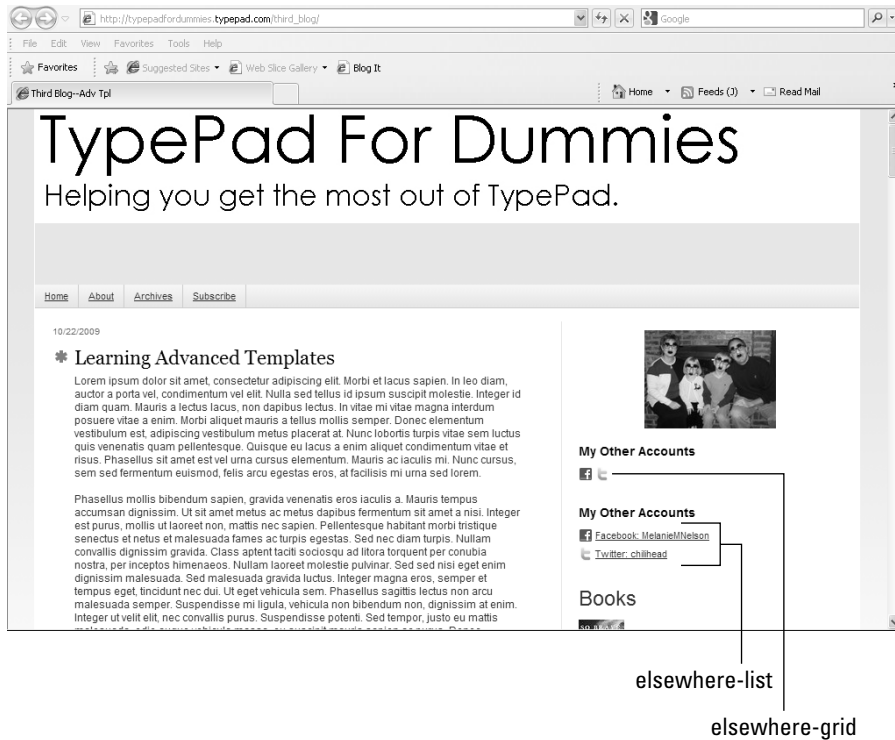 http://typepadfordummies.typepad.com/third_blog/
Google
File Edit View Favorites Tools Help
Favorites Suggested Sites Web Slice Gallery Blog It
Third Blog--Adv Tpl
Home Feeds (J) Read Mail
TypePad For Dummies
Helping you get the most out of TypePad.
Home About Archives Subscribe
10/22/2009
Learning Advanced Templates
Lorem ipsum dolor sit amet, consectetur adipiscing elit. Morbi et lacus sapien. In leo diam,
auctor a porta vel, condimentum vel elit. Nulla sed tellus id ipsum suscipit molestie. Integer id
diam quam. Mauris a lectus lacus, non dapibus lectus. In vitae mi vitae magna interdum
posuere vitae a enim. Morbi aliquet mauris a tellus mollis semper. Donec elementum
vestibulum est, adipiscing vestibulum metus placerat at. Nunc lobortis turpis vitae sem luctus
quis venenatis quam pellentesque. Quisque eu lacus a enim aliquet condimentum vitae et
risus. Phasellus sit amet est vel urna cursus elementum. Mauris ac iaculis mi. Nunc cursus,
sem sed fermentum euismod, felis arcu egestas eros, at facilisis mi urna sed lorem.
Phasellus mollis bibendum sapien, gravida venenatis eros iaculis a. Mauris tempus
accumsan dignissim. Ut sit amet metus ac metus dapibus fermentum sit amet a nisi. Integer
est purus, mollis ut laoreet non, mattis nec sapien. Pellentesque habitant morbi tristique
senectus et netus et malesuada fames ac turpis egestas. Sed nec diam turpis. Nullam
convallis dignissim gravida. Class aptent taciti sociosqu ad litora torquent per conubia
nostra, per inceptos himenaeos. Nullam laoreet molestie pulvinar. Sed sed nisi eget enim
dignissim malesuada. Sed malesuada gravida luctus. Integer magna eros, semper et
tempus eget, tincidunt nec dui. Ut eget vehicula sem. Phasellus sagittis lectus non arcu
malesuada semper. Suspendisse mi ligula, vehicula non bibendum non, dignissim at enim.
Integer ut velit elit, nec convallis purus. Suspendisse potenti. Sed tempor, justo eu mattis
My Other Accounts
My Other Accounts
Facebook: MelanieMNelson
Twitter: chilihead
Books
elsewhere-list
elsewhere-grid